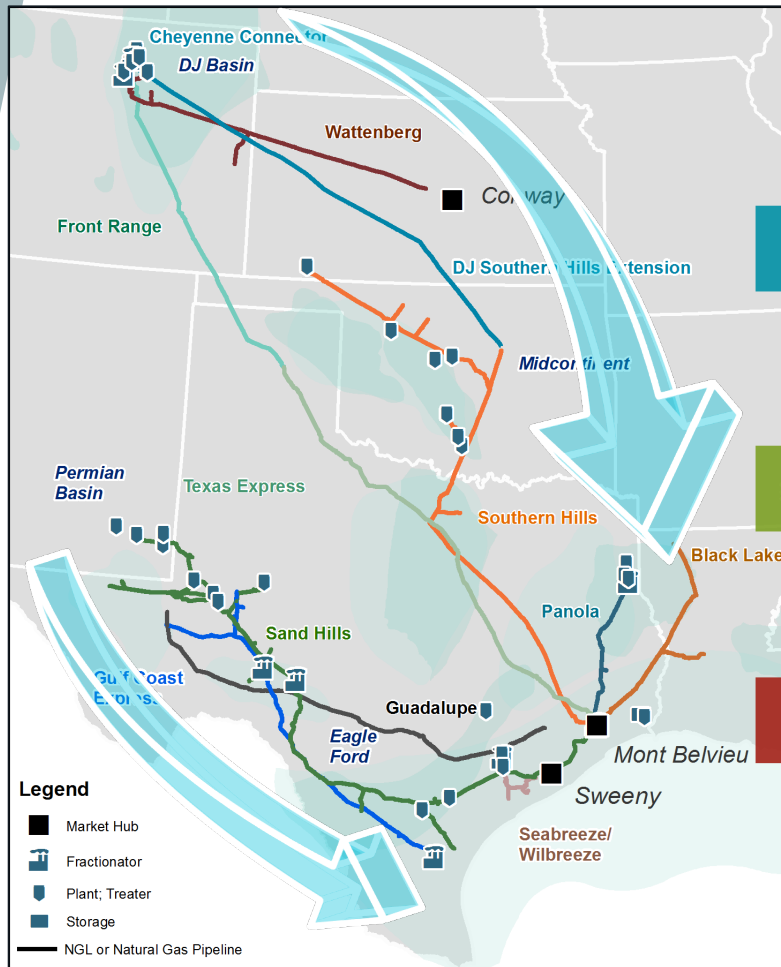 Cheyenne Connector
DJ Basin
Wattenberg
Conway
Front Range
DJ Southern Hills Extension
Midcontinent
Permian
Basin
Texas Express
Southern Hills
Black Lake
Panola
Sand Hills
Gulf Coast
Express
Guadalupe
Eagle
Ford
Mont Belvieu
Sweeny
Seabreeze/
Wilbreeze
Legend
Market Hub
Fractionator
Plant; Treater
Storage
NGL or Natural Gas Pipeline